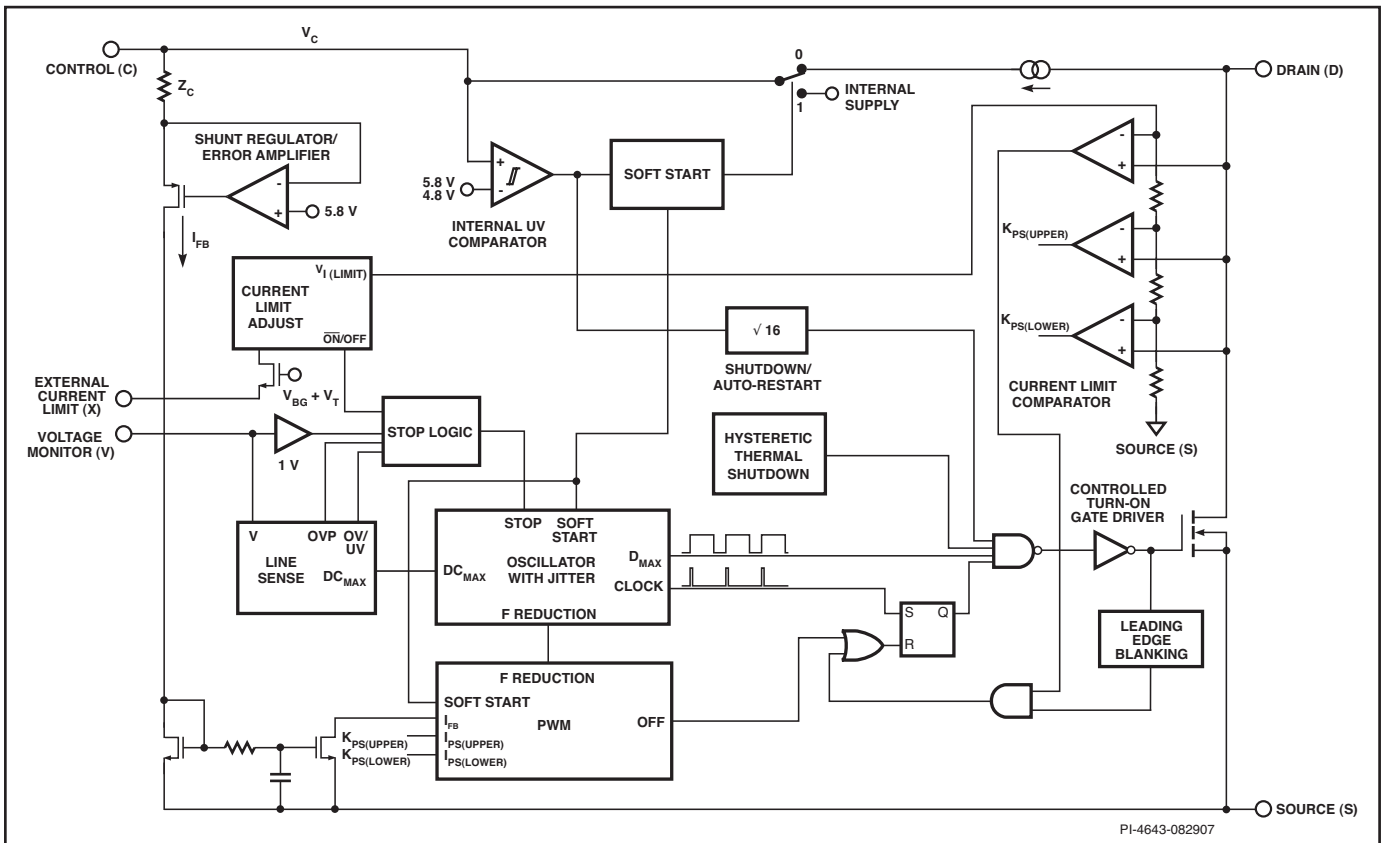 V_C
CONTROL (C)
Z_C
0
1
INTERNAL
SUPPLY
DRAIN (D)
SHUNT REGULATOR/
ERROR AMPLIFIER
-
+
5.8 V
I_FB
+
-
5.8 V
4.8 V
INTERNAL UV
COMPARATOR
SOFT START
-
+
K_PS(UPPER)
-
+
K_PS(LOWER)
-
+
CURRENT LIMIT
COMPARATOR
SOURCE (S)
V_I (LIMIT)
CURRENT
LIMIT
ADJUST
O̅N̅/OFF
V_BG + V_T
EXTERNAL
CURRENT
LIMIT (X)
VOLTAGE
MONITOR (V)
1 V
STOP LOGIC
√ 16
SHUTDOWN/
AUTO-RESTART
HYSTERETIC
THERMAL
SHUTDOWN
CONTROLLED
TURN-ON
GATE DRIVER
V
OVP
OV/
UV
LINE
SENSE
DC_MAX
STOP
SOFT
START
DC_MAX
OSCILLATOR
WITH JITTER
D_MAX
CLOCK
F REDUCTION
S
Q
R
LEADING
EDGE
BLANKING
F REDUCTION
SOFT START
PWM
OFF
I_FB
K_PS(UPPER)
I_PS(UPPER)
K_PS(LOWER)
I_PS(LOWER)
SOURCE (S)
PI-4643-082907